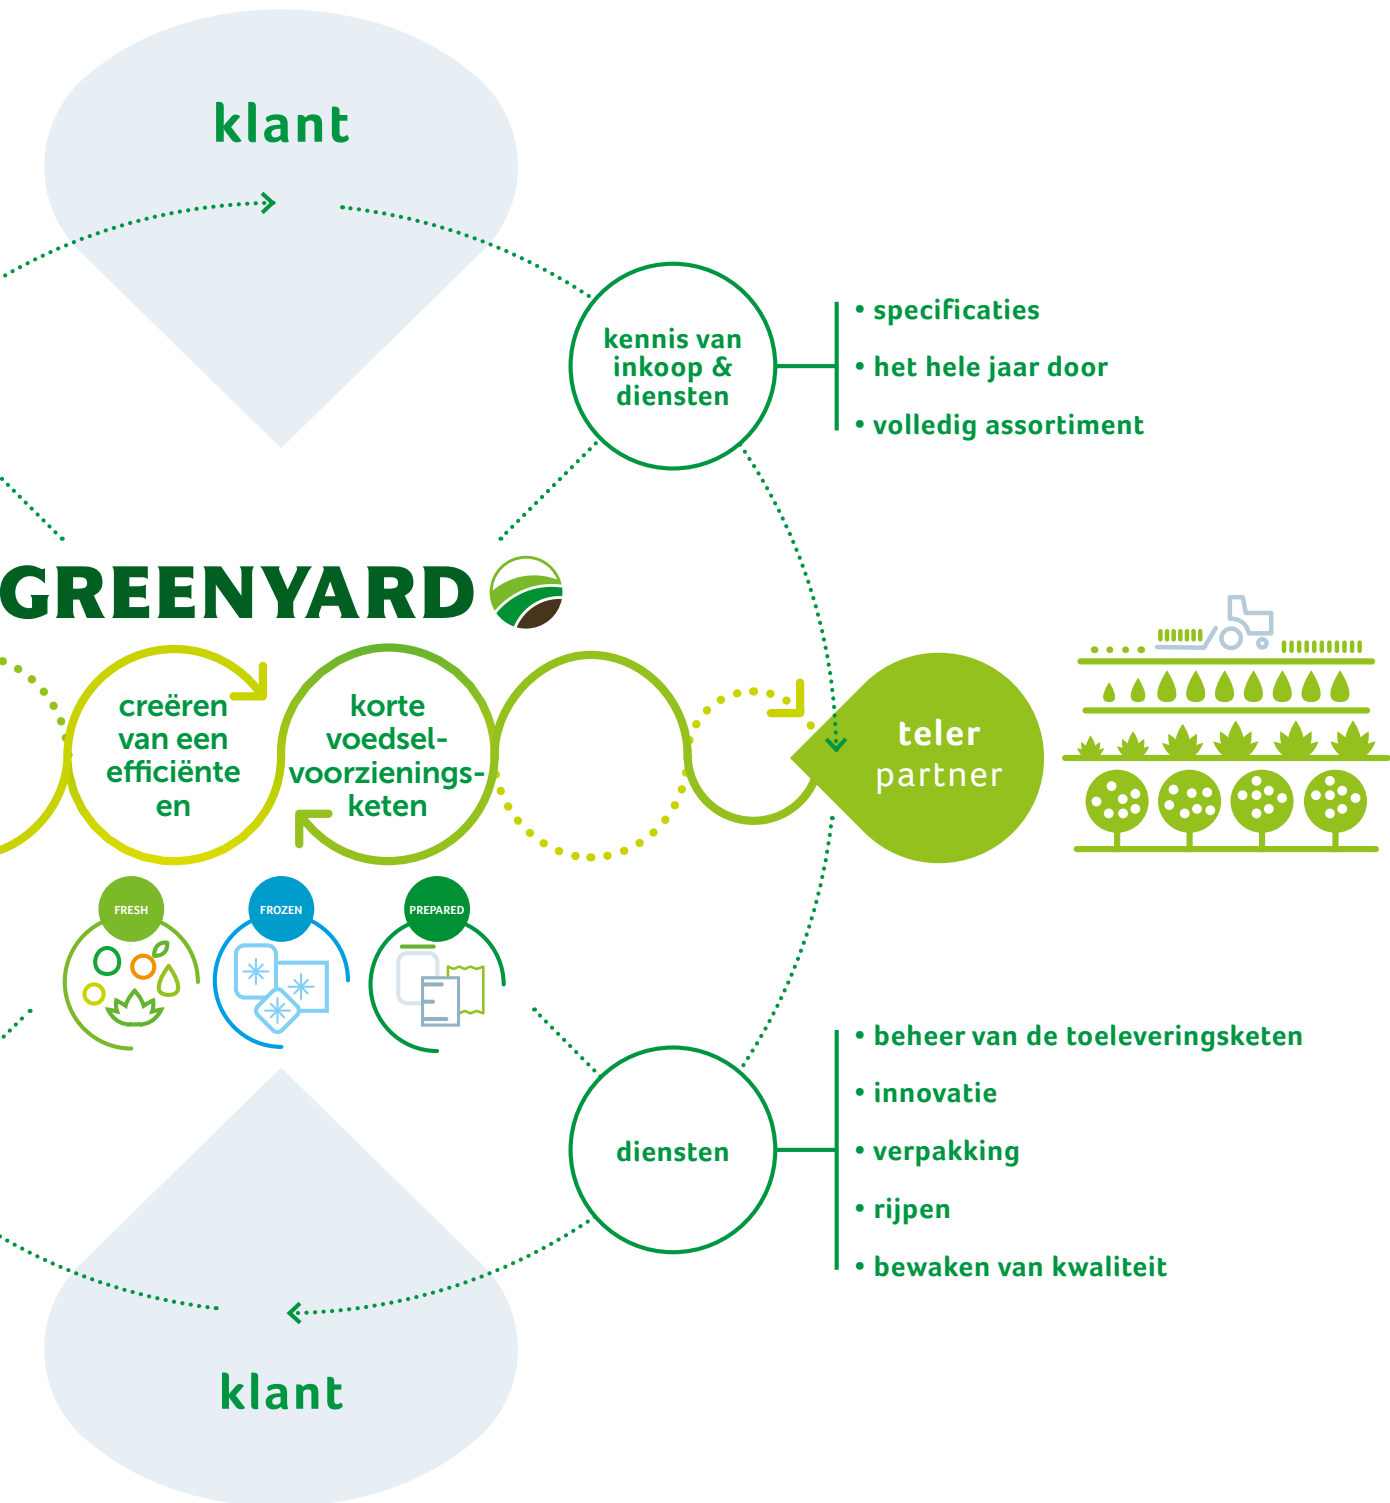 klant
kennis van
inkoop &
diensten
• specificaties
• het hele jaar door
• volledig assortiment
GREENYARD
creëren
van een
efficiënte
en
korte
voedsel-
voorzienings-
keten
teler
partner
FRESH
FROZEN
PREPARED
diensten
• beheer van de toeleveringsketen
• innovatie
• verpakking
• rijpen
• bewaken van kwaliteit
klant